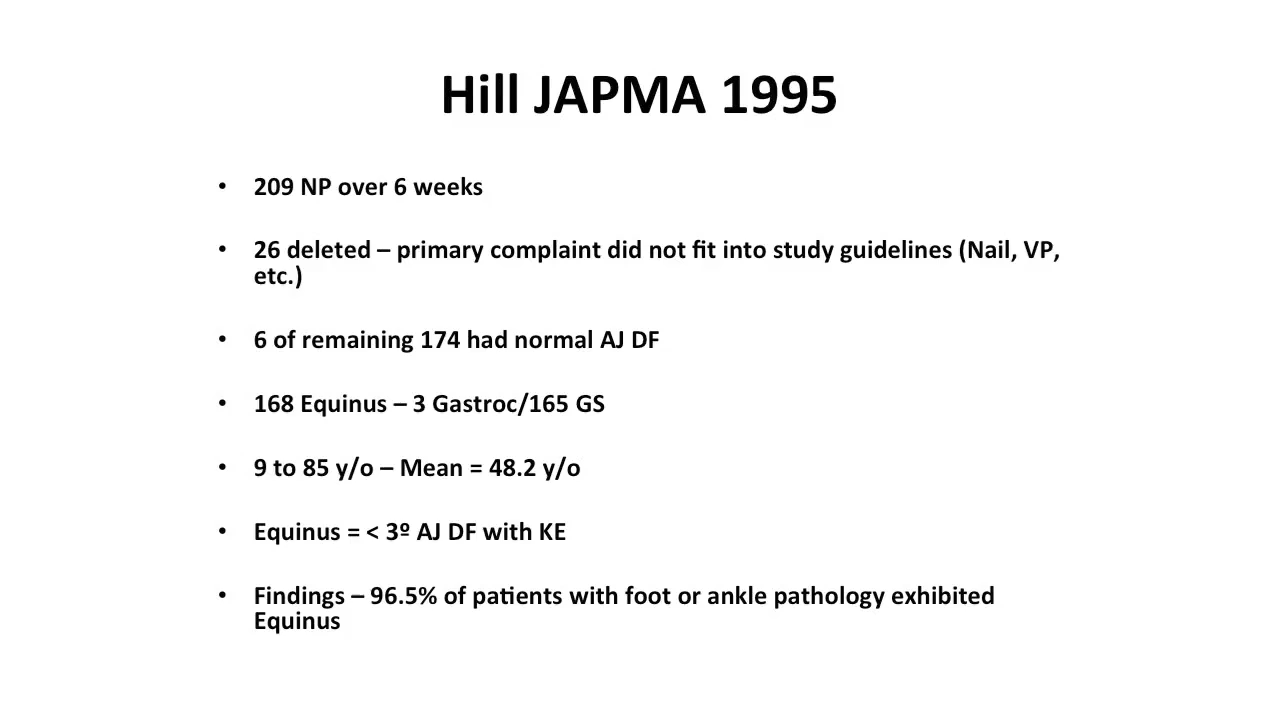 Hill JAPMA 1995
• 209 NP over 6 weeks
• 26 deleted – primary complaint did not fit into study guidelines (Nail, VP,
etc.)
• 6 of remaining 174 had normal AJ DF
• 168 Equinus – 3 Gastroc/165 GS
• 9 to 85 y/o – Mean = 48.2 y/o
• Equinus = < 3º AJ DF with KE
• Findings – 96.5% of patients with foot or ankle pathology exhibited
Equinus